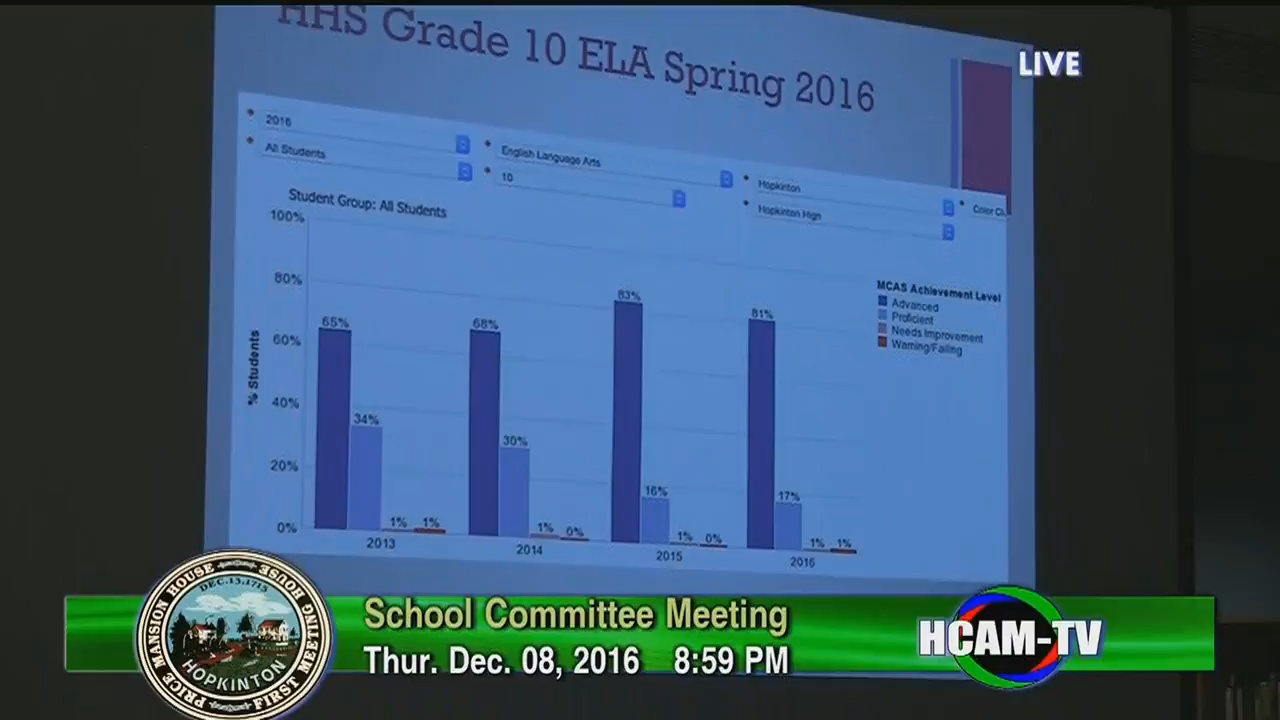 HHS Grade 10 ELA Spring 2016
LIVE
2016
All Students
English Language Arts
10
Hopkinton
Hopkinton High
Color
Student Group: All Students
100%
80%
60%
40%
20%
0%
% Students
65%
34%
1%
1%
2013
68%
30%
1%
0%
2014
83%
16%
1%
0%
2015
81%
17%
1%
1%
2016
MCAS Achievement Level
Advanced
Proficient
Needs Improvement
Warning/Failing
School Committee Meeting
Thur. Dec. 08, 2016 8:59 PM
PRICE MANSION HOUSE
FIRST MEETING HOUSE
DEC.13.1715
HOPKINTON
HCAM-TV